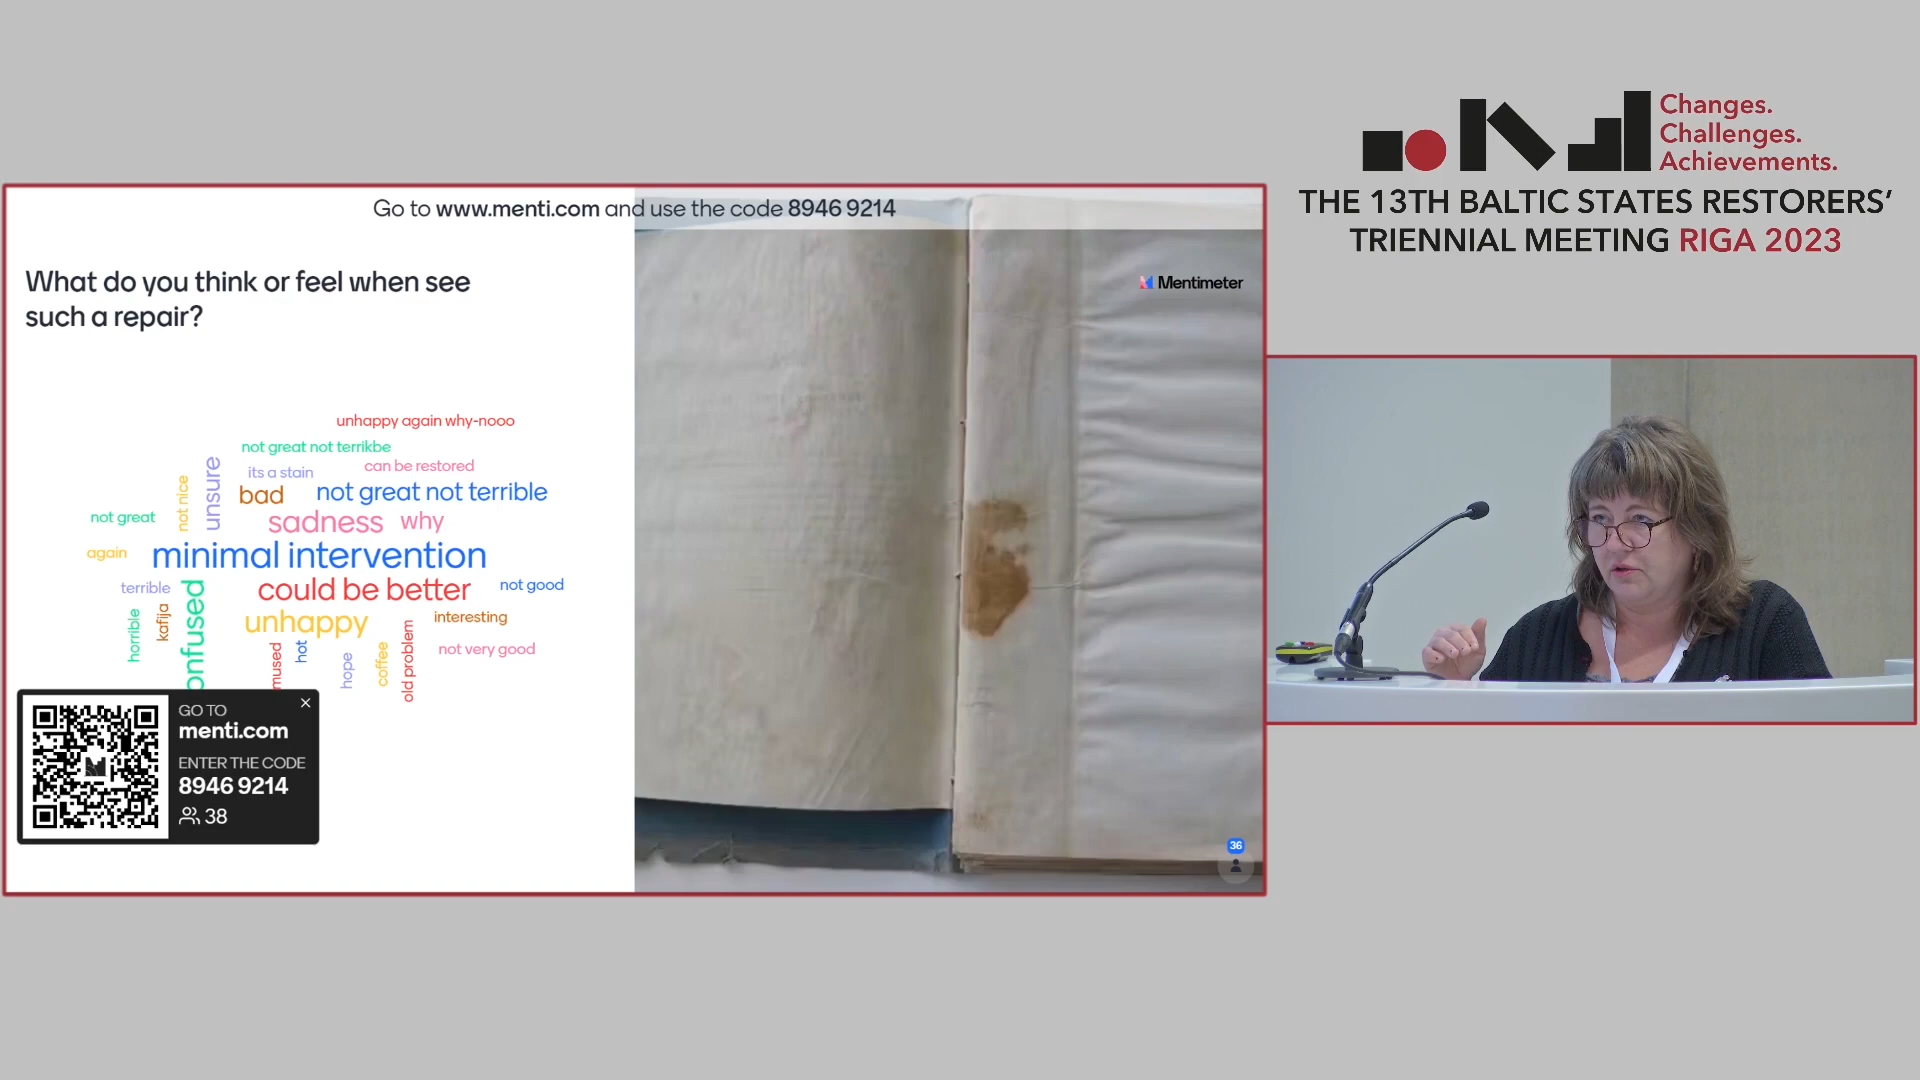 Go to www.menti.com and use the code 8946 9214
What do you think or feel when see
such a repair?
Mentimeter
unhappy again why-nooo
not great not terrikbe
its a stain
can be restored
not nice
unsure
bad
not great not terrible
not great
sadness
why
again
minimal intervention
terrible
could be better
not good
horrible
kafija
onfused
unhappy
interesting
mused
hot
hope
coffee
old problem
not very good
GO TO
menti.com
ENTER THE CODE
8946 9214
38
36
Changes.
Challenges.
Achievements.
THE 13TH BALTIC STATES RESTORERS'
TRIENNIAL MEETING RIGA 2023